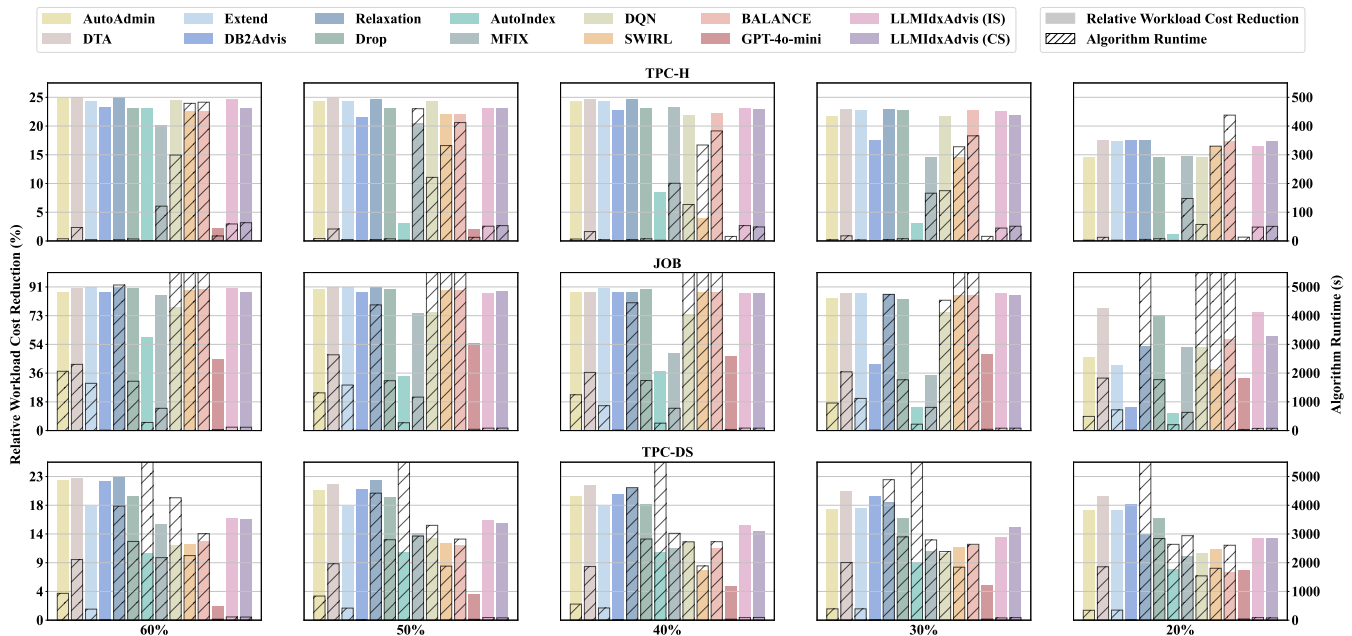 AutoAdmin Extend Relaxation AutoIndex DQN BALANCE LLMIdxAdvis (IS) Relative Workload Cost Reduction
DTA DB2Advis Drop MFIX SWIRL GPT-4o-mini LLMIdxAdvis (CS) Algorithm Runtime
TPC-H
25 500
20 400
15 300
10 200
5 100
0 0
JOB
91 5000
73 4000
54 3000
36 2000
18 1000
0 0
TPC-DS
23 5000
18 4000
14 3000
9 2000
4 1000
0 0
60% 50% 40% 30% 20%
Relative Workload Cost Reduction (%)
Algorithm Runtime (s)